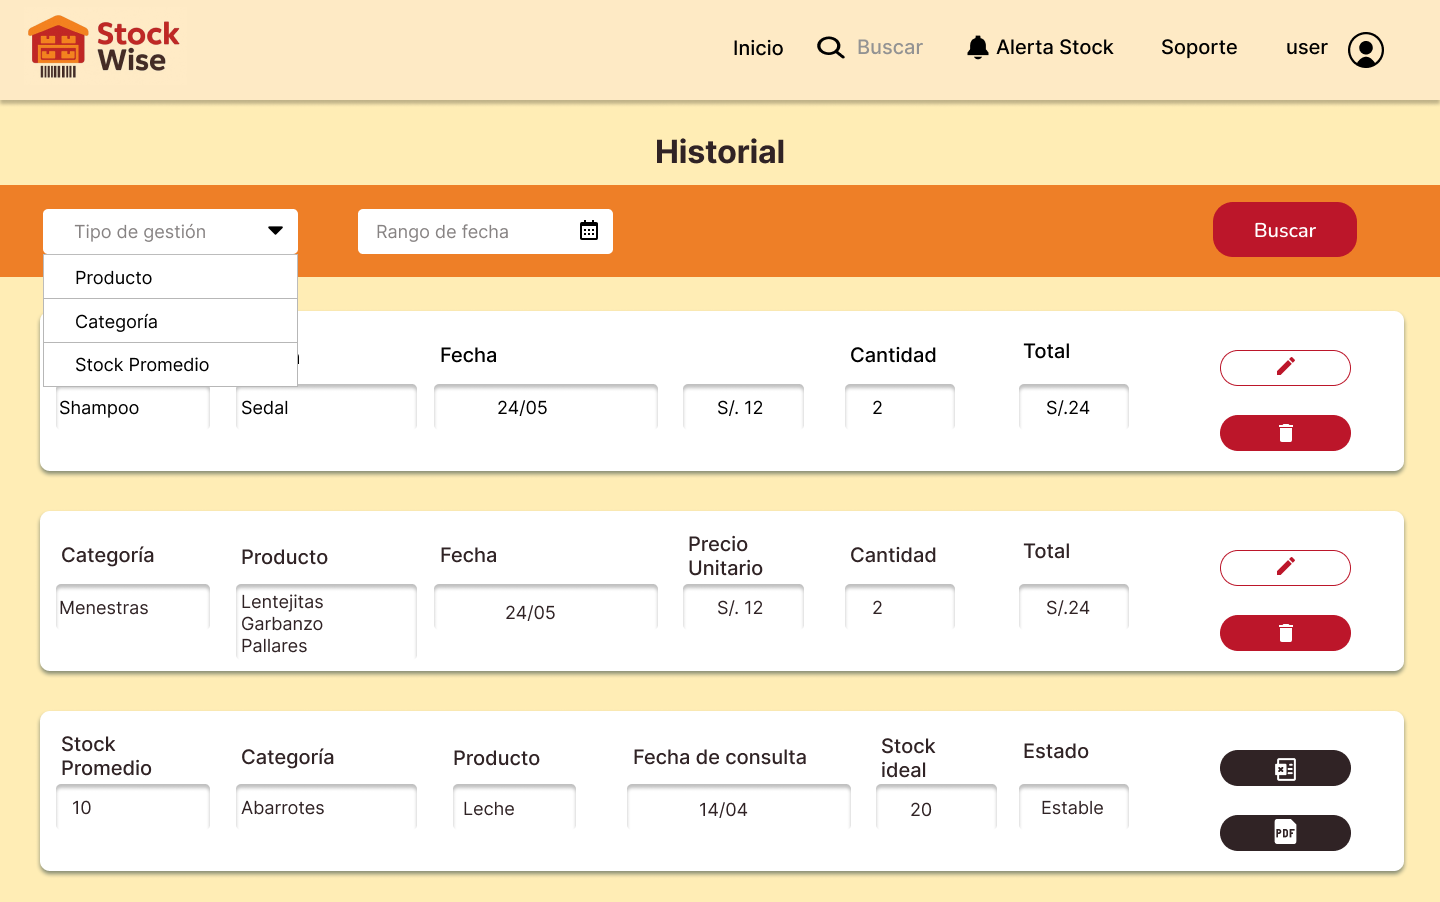 Stock
Wise
Inicio
Buscar
Alerta Stock
Soporte
user
Historial
Tipo de gestión
Rango de fecha
Buscar
Producto
Categoría
Stock Promedio
Fecha
Cantidad
Total
Shampoo
Sedal
24/05
S/. 12
2
S/.24
Categoría
Producto
Fecha
Precio
Unitario
Cantidad
Total
Menestras
Lentejitas
Garbanzo
Pallares
24/05
S/. 12
2
S/.24
Stock
Promedio
Categoría
Producto
Fecha de consulta
Stock
ideal
Estado
10
Abarrotes
Leche
14/04
20
Estable
PDF